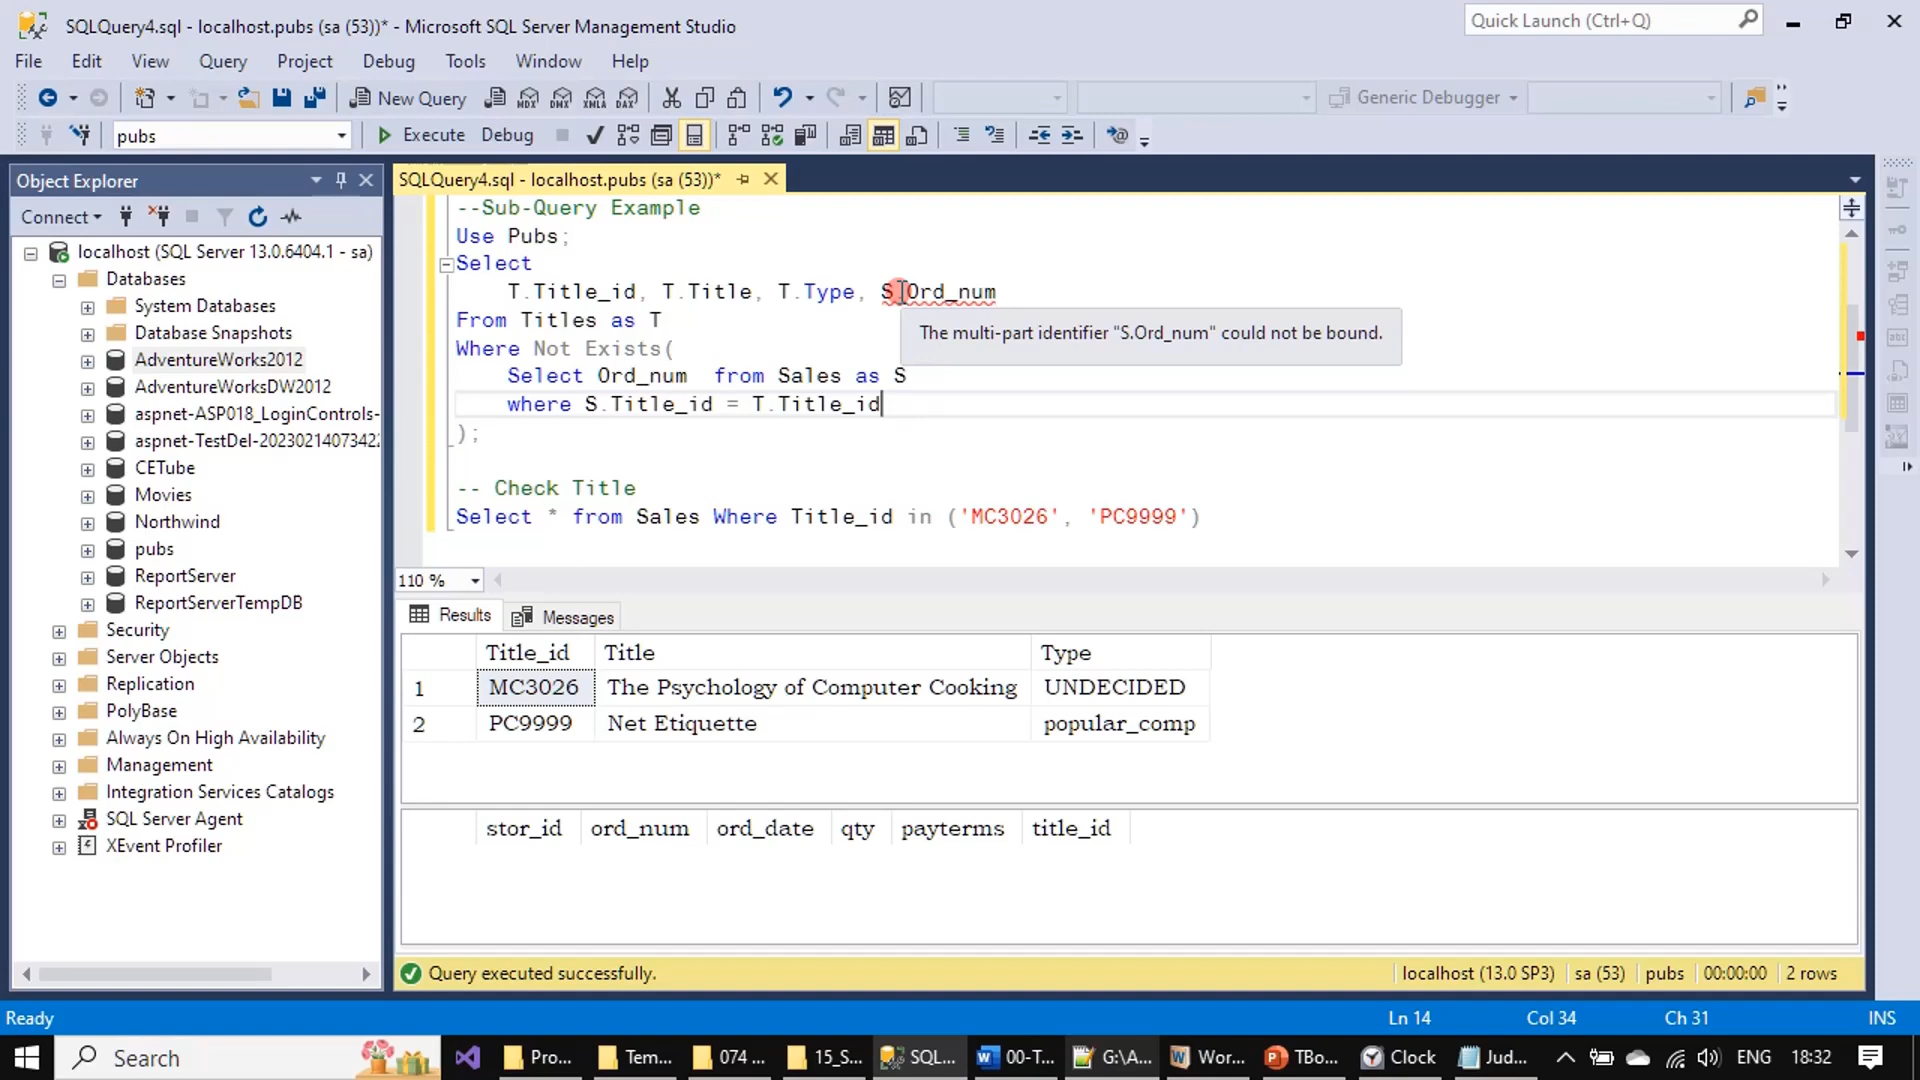 SQLQuery4.sql - localhost.pubs (sa (53))* - Microsoft SQL Server Management Studio
Quick Launch (Ctrl+Q)
File Edit View Query Project Debug Tools Window Help
New Query MDX DMX XMLA DAX Generic Debugger
pubs Execute Debug
Object Explorer
Connect
localhost (SQL Server 13.0.6404.1 - sa)
Databases
System Databases
Database Snapshots
AdventureWorks2012
AdventureWorksDW2012
aspnet-ASP018_LoginControls-
aspnet-TestDel-20230214073422
CETube
Movies
Northwind
pubs
ReportServer
ReportServerTempDB
Security
Server Objects
Replication
PolyBase
Always On High Availability
Management
Integration Services Catalogs
SQL Server Agent
XEvent Profiler
SQLQuery4.sql - localhost.pubs (sa (53))*
--Sub-Query Example
Use Pubs;
Select
T.Title_id, T.Title, T.Type, S.Ord_num
From Titles as T
The multi-part identifier "S.Ord_num" could not be bound.
Where Not Exists(
Select Ord_num from Sales as S
where S.Title_id = T.Title_id
);
-- Check Title
Select * from Sales Where Title_id in ('MC3026', 'PC9999')
110 %
Results Messages
Title_id Title Type
1 MC3026 The Psychology of Computer Cooking UNDECIDED
2 PC9999 Net Etiquette popular_comp
stor_id ord_num ord_date qty payterms title_id
Query executed successfully. localhost (13.0 SP3) sa (53) pubs 00:00:00 2 rows
Ready Ln 14 Col 34 Ch 31 INS
Search Pro... Tem... 074 ... 15_S... SQL... 00-T... G:\A... Wor... TBo... Clock Jud... ENG 18:32